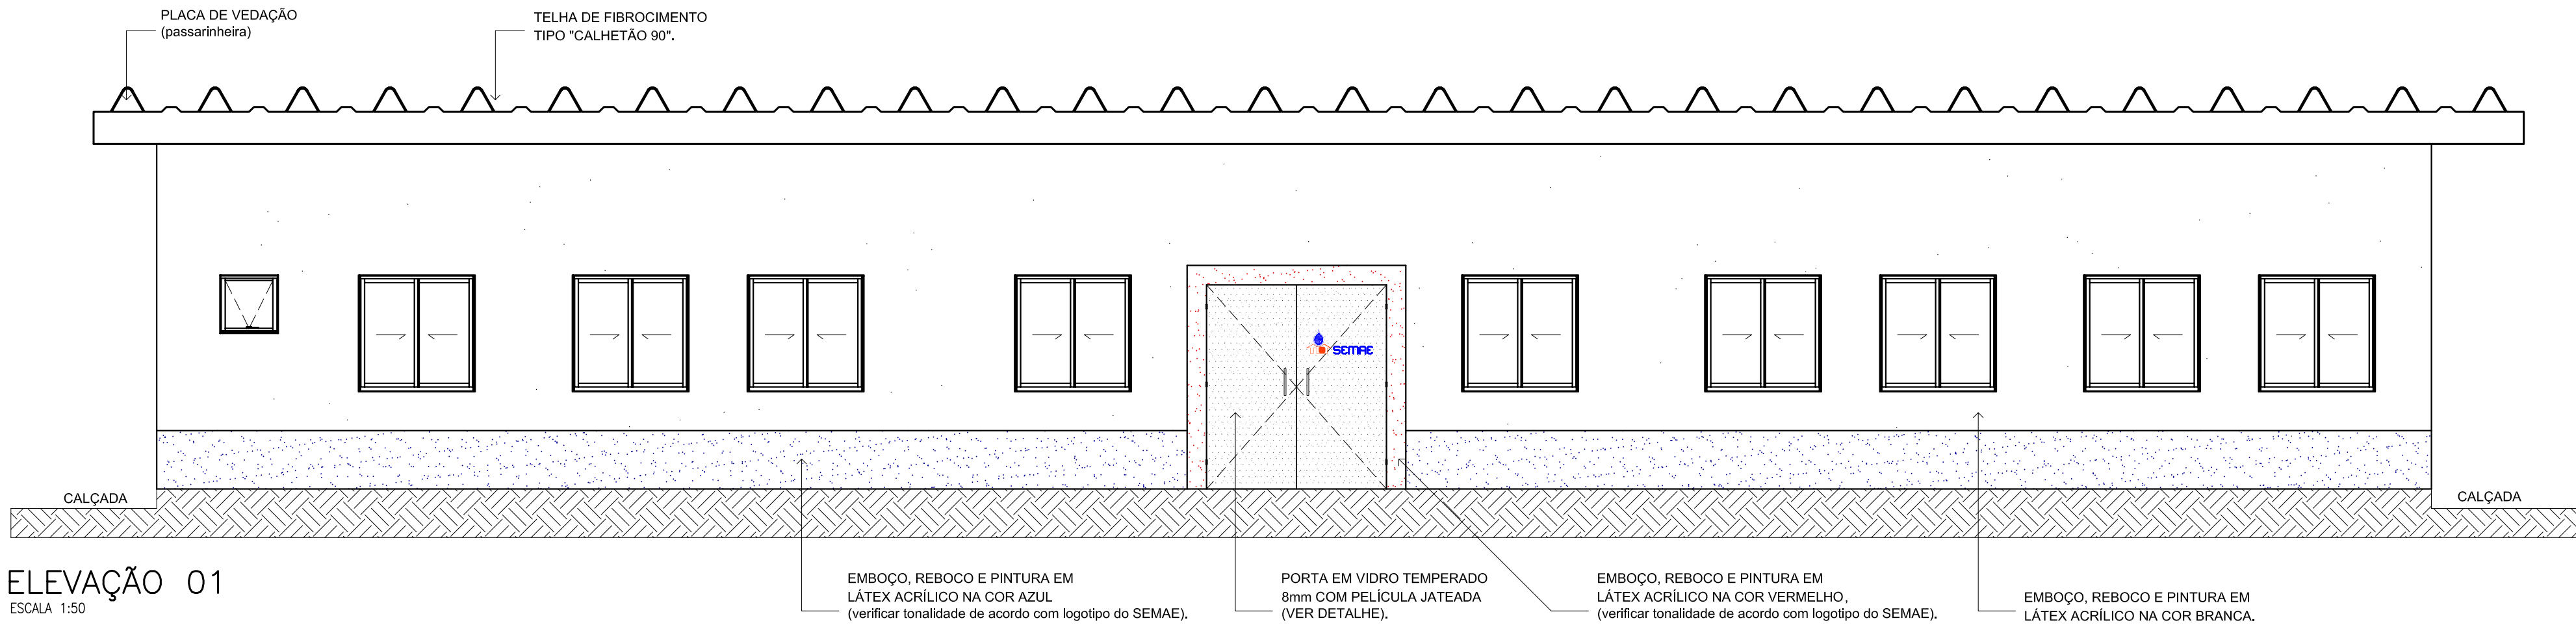 PLACA DE VEDAÇÃO
(passarinheira)
TELHA DE FIBROCIMENTO
TIPO "CALHETÃO 90".
SEMAE
CALÇADA
CALÇADA
ELEVAÇÃO 01
ESCALA 1:50
EMBOÇO, REBOCO E PINTURA EM
LÁTEX ACRÍLICO NA COR AZUL
(verificar tonalidade de acordo com logotipo do SEMAE).
PORTA EM VIDRO TEMPERADO
8mm COM PELÍCULA JATEADA
(VER DETALHE).
EMBOÇO, REBOCO E PINTURA EM
LÁTEX ACRÍLICO NA COR VERMELHO,
(verificar tonalidade de acordo com logotipo do SEMAE).
EMBOÇO, REBOCO E PINTURA EM
LÁTEX ACRÍLICO NA COR BRANCA.